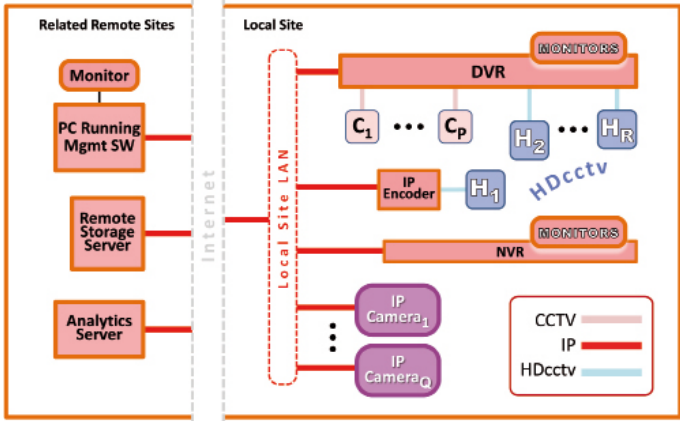 Related Remote Sites
Local Site
Monitor
PC Running
Mgmt SW
Remote
Storage
Server
Analytics
Server
Internet
Local Site LAN
MONITORS
DVR
C1
•••
CP
H2
•••
HR
HDcctv
IP
Encoder
H1
MONITORS
NVR
IP
Camera1
IP
CameraQ
CCTV
IP
HDcctv